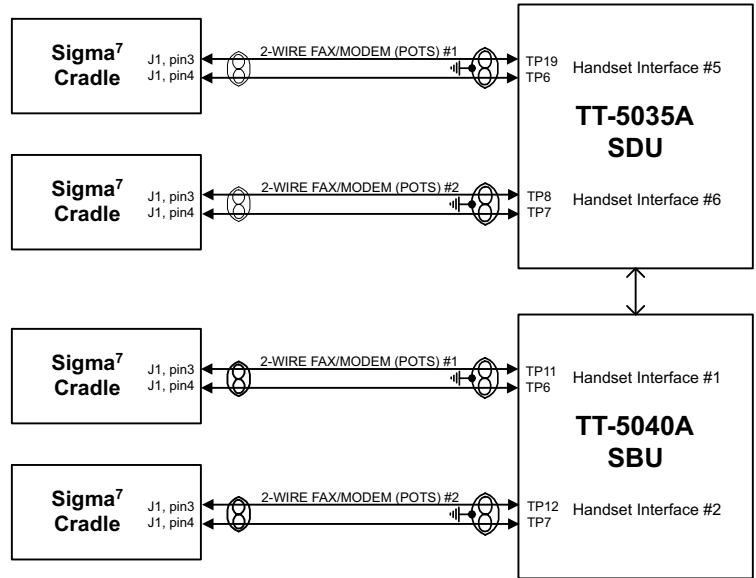 Sigma7
Cradle
J1, pin3
J1, pin4
2-WIRE FAX/MODEM (POTS) #1
TP19
TP6
Handset Interface #5
TT-5035A
SDU
Sigma7
Cradle
J1, pin3
J1, pin4
2-WIRE FAX/MODEM (POTS) #2
TP8
TP7
Handset Interface #6
Sigma7
Cradle
J1, pin3
J1, pin4
2-WIRE FAX/MODEM (POTS) #1
TP11
TP6
Handset Interface #1
TT-5040A
SBU
Sigma7
Cradle
J1, pin3
J1, pin4
2-WIRE FAX/MODEM (POTS) #2
TP12
TP7
Handset Interface #2